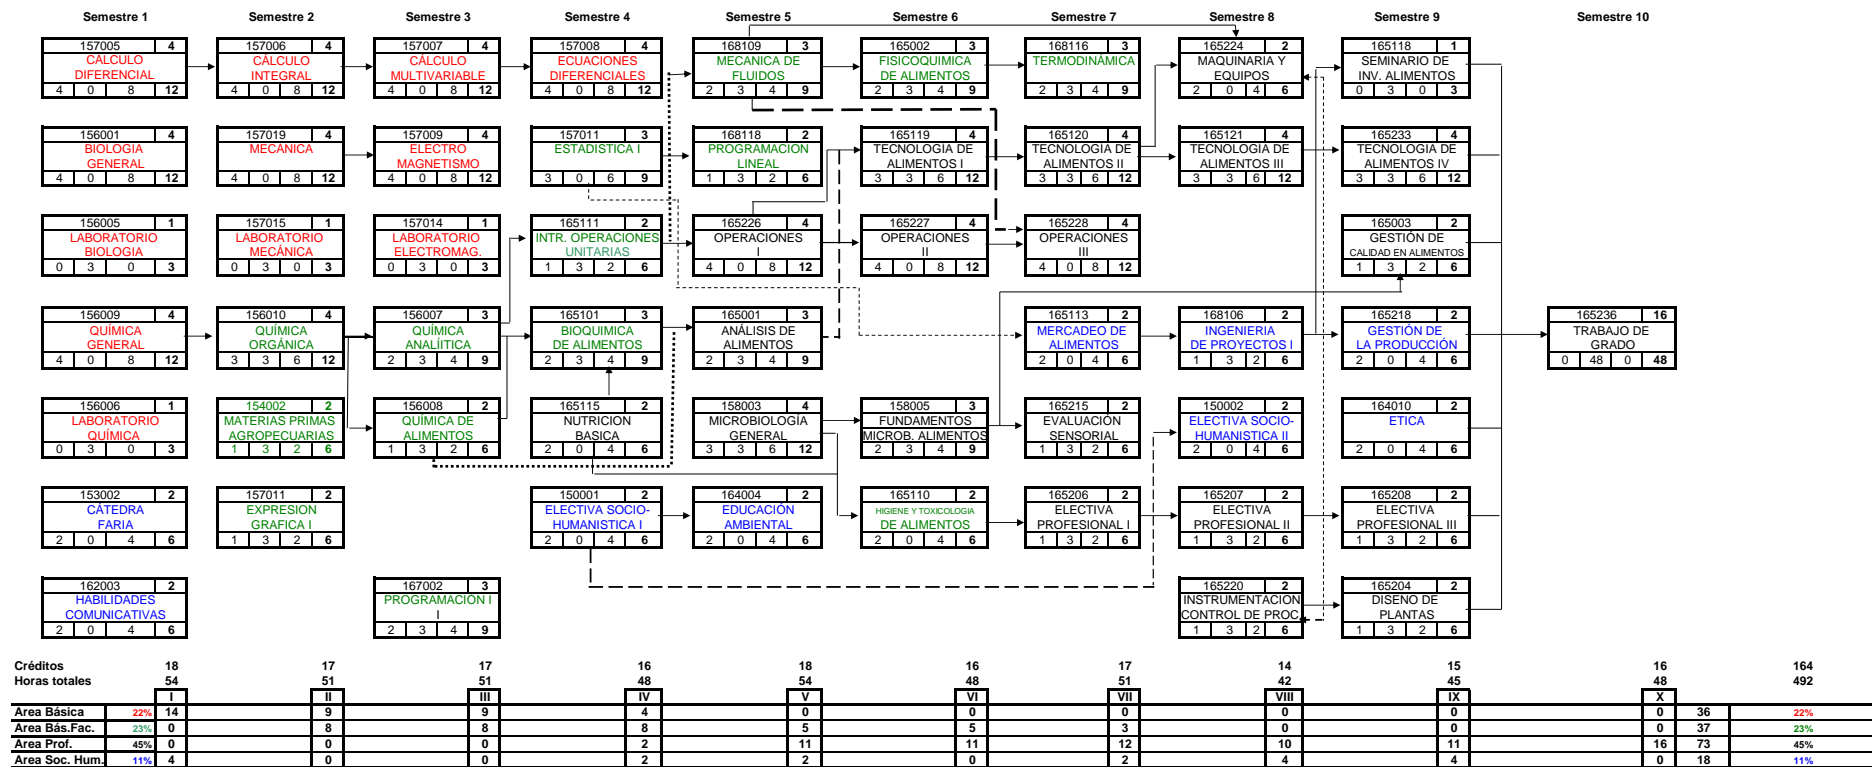 Semestre 1 Semestre 2 Semestre 3 Semestre 4 Semestre 5 Semestre 6 Semestre 7 Semestre 8 Semestre 9 Semestre 10
157005 4 157006 4 157007 4 157008 4 168109 3 165002 3 168116 3 165224 2 165118 1
CALCULO CÁLCULO CÁLCULO ECUACIONES MECANICA DE FISICOQUIMICA TERMODINÁMICA MAQUINARIA Y SEMINARIO DE
DIFERENCIAL INTEGRAL MULTIVARIABLE DIFERENCIALES FLUIDOS DE ALIMENTOS EQUIPOS INV. ALIMENTOS
4 0 8 12 4 0 8 12 4 0 8 12 4 0 8 12 2 3 4 9 2 3 4 9 2 3 4 9 2 0 4 6 0 3 0 3
156001 4 157019 4 157009 4 157011 3 168118 2 165119 4 165120 4 165121 4 165233 4
BIOLOGIA MECÁNICA ELECTRO ESTADISTICA I PROGRAMACION TECNOLOGIA DE TECNOLOGIA DE TECNOLOGIA DE TECNOLOGIA DE
GENERAL MAGNETISMO LINEAL ALIMENTOS I ALIMENTOS II ALIMENTOS III ALIMENTOS IV
4 0 8 12 4 0 8 12 4 0 8 12 3 0 6 9 1 3 2 6 3 3 6 12 3 3 6 12 3 3 6 12 3 3 6 12
156005 1 157015 1 157014 1 165111 2 165226 4 165227 4 165228 4 165003 2
LABORATORIO LABORATORIO LABORATORIO INTR. OPERACIONES OPERACIONES OPERACIONES OPERACIONES GESTIÓN DE
BIOLOGIA MECÁNICA ELECTROMAG. UNITARIAS I II III CALIDAD EN ALIMENTOS
0 3 0 3 0 3 0 3 0 3 0 3 1 3 2 6 4 0 8 12 4 0 8 12 4 0 8 12 1 3 2 6
156009 4 156010 4 156007 3 165101 3 165001 3 165113 2 168106 2 165218 2 165236 16
QUÍMICA QUÍMICA QUÍMICA BIOQUIMICA ANÁLISIS DE MERCADEO DE INGENIERIA GESTIÓN DE TRABAJO DE
GENERAL ORGÁNICA ANALÍITICA DE ALIMENTOS ALIMENTOS ALIMENTOS DE PROYECTOS I LA PRODUCCIÓN GRADO
4 0 8 12 3 3 6 12 2 3 4 9 2 3 4 9 2 3 4 9 2 0 4 6 1 3 2 6 2 0 4 6 0 48 0 48
156006 1 154002 2 156008 2 165115 2 158003 4 158005 3 165215 2 150002 2 164010 2
LABORATORIO MATERIAS PRIMAS QUÍMICA DE NUTRICION MICROBIOLOGÍA FUNDAMENTOS EVALUACIÓN ELECTIVA SOCIO- ETICA
QUÍMICA AGROPECUARIAS ALIMENTOS BASICA GENERAL MICROB. ALIMENTOS SENSORIAL HUMANISTICA II
0 3 0 3 1 3 2 6 1 3 2 6 2 0 4 6 3 3 6 12 2 3 4 9 1 3 2 6 2 0 4 6 2 0 4 6
153002 2 157011 2 150001 2 164004 2 165110 2 165206 2 165207 2 165208 2
CÁTEDRA EXPRESION ELECTIVA SOCIO- EDUCACIÓN HIGIENE Y TOXICOLOGIA ELECTIVA ELECTIVA ELECTIVA
FARIA GRAFICA I HUMANISTICA I AMBIENTAL DE ALIMENTOS PROFESIONAL I PROFESIONAL II PROFESIONAL III
2 0 4 6 1 3 2 6 2 0 4 6 2 0 4 6 2 0 4 6 1 3 2 6 1 3 2 6 1 3 2 6
162003 2 167002 3 165220 2 165204 2
HABILIDADES PROGRAMACION I INSTRUMENTACION DISENO DE
COMUNICATIVAS I CONTROL DE PROC. PLANTAS
2 0 4 6 2 3 4 9 1 3 2 6 1 3 2 6
Créditos 18 17 17 16 18 16 17 14 15 16 164
Horas totales 54 51 51 48 54 48 51 42 45 48 492
I II III IV V VI VII VIII IX X
Area Básica 22% 14 9 9 4 0 0 0 0 0 0 36 22%
Area Bás.Fac. 23% 0 8 8 8 5 5 3 0 0 0 37 23%
Area Prof. 45% 0 0 0 2 11 11 12 10 11 16 73 45%
Area Soc. Hum. 11% 4 0 0 2 2 0 2 4 4 0 18 11%